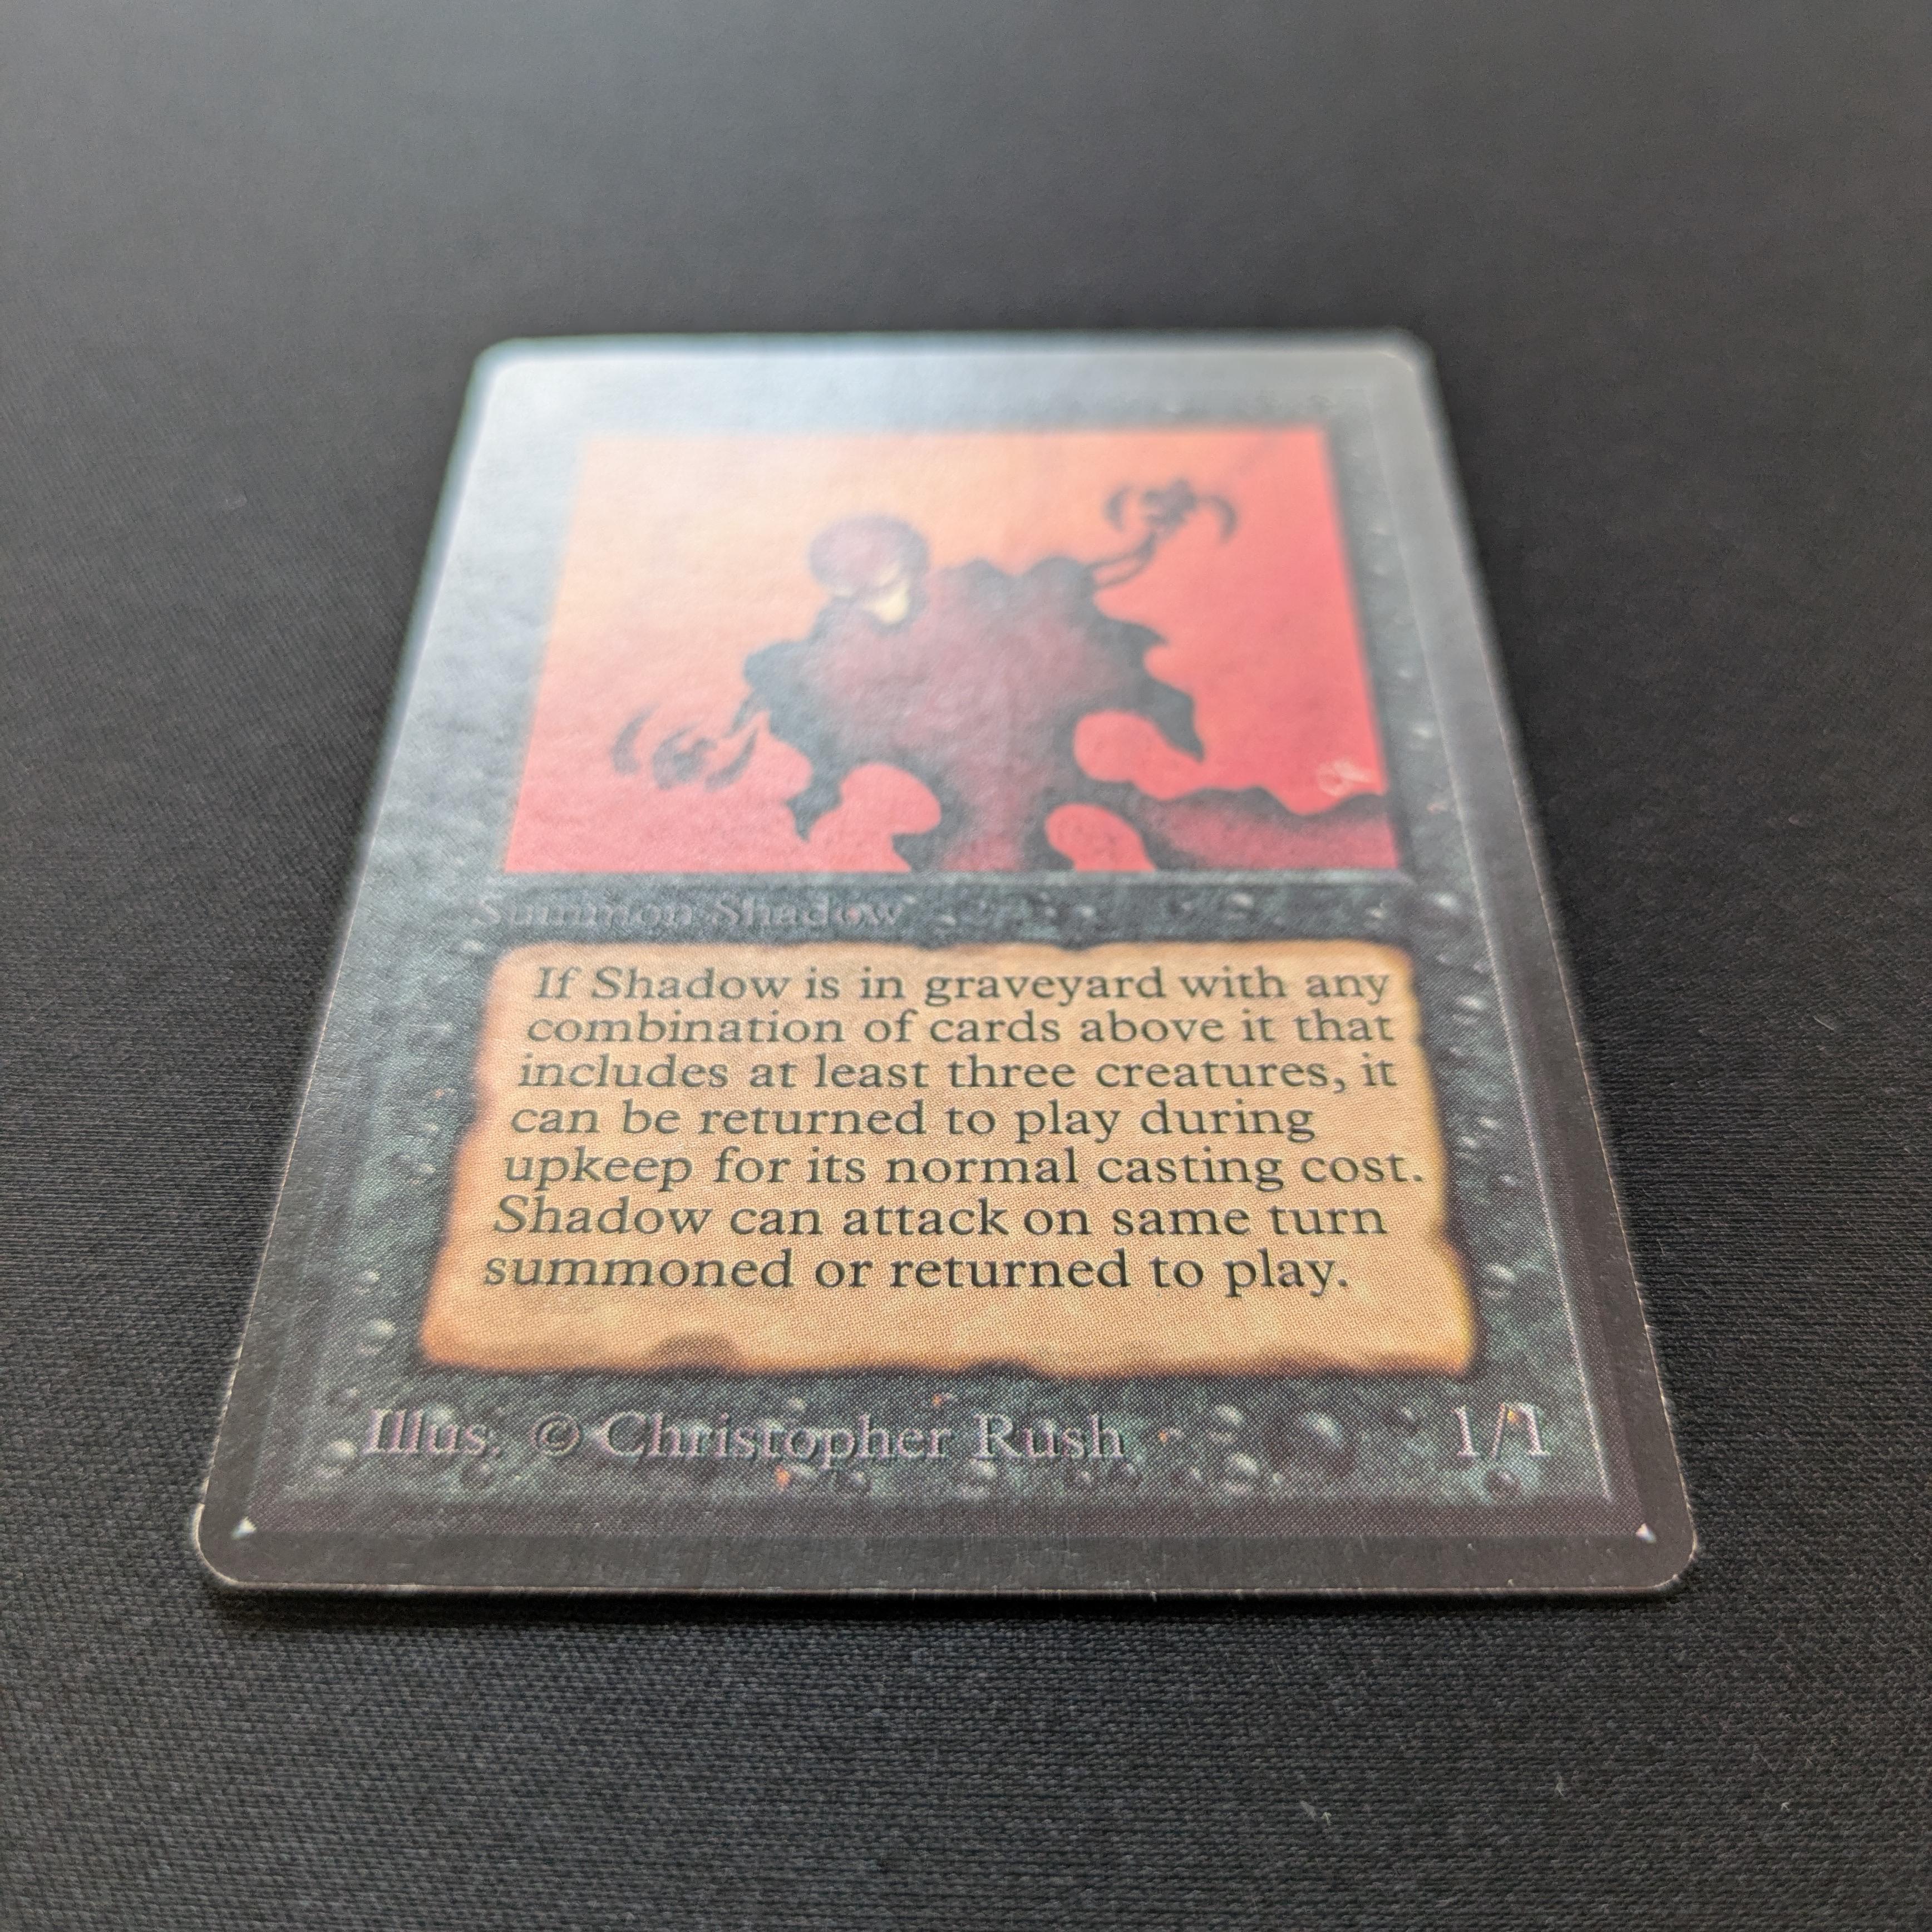 Summon Shadow
If Shadow is in graveyard with any
combination of cards above it that
includes at least three creatures, it
can be returned to play during
upkeep for its normal casting cost.
Shadow can attack on same turn
summoned or returned to play.
Illus. © Christopher Rush
1/1